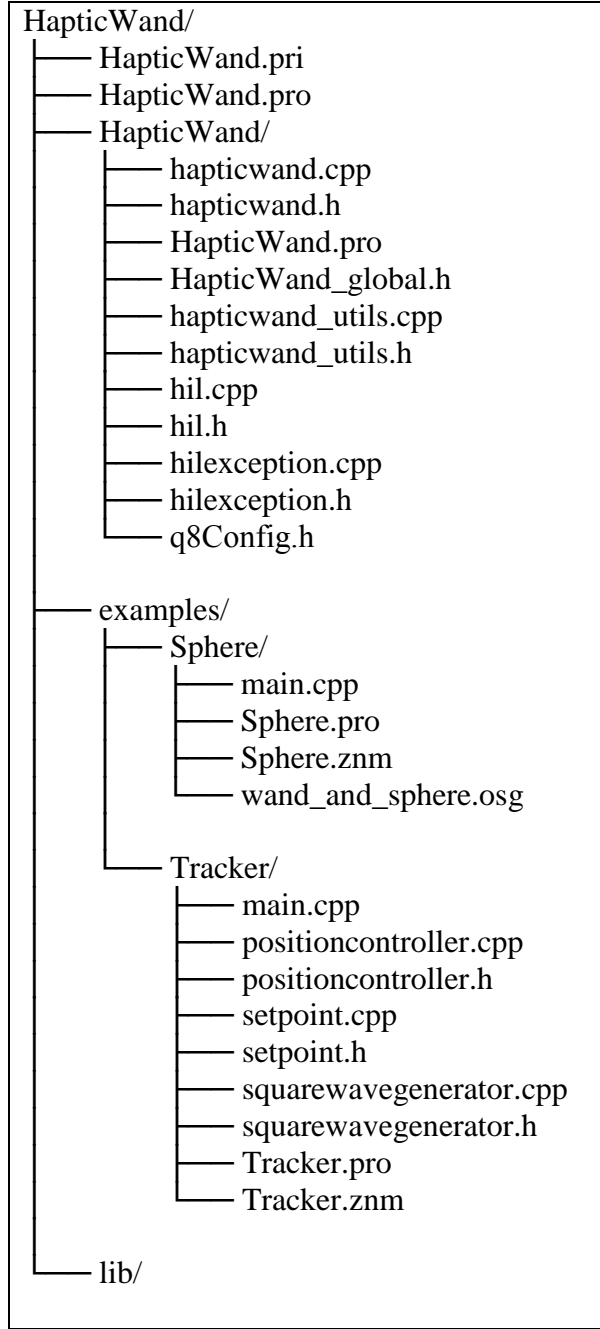 HapticWand/
HapticWand.pri
HapticWand.pro
HapticWand/
hapticwand.cpp
hapticwand.h
HapticWand.pro
HapticWand_global.h
hapticwand_utils.cpp
hapticwand_utils.h
hil.cpp
hil.h
hilexception.cpp
hilexception.h
q8Config.h
examples/
Sphere/
main.cpp
Sphere.pro
Sphere.znm
wand_and_sphere.osg
Tracker/
main.cpp
positioncontroller.cpp
positioncontroller.h
setpoint.cpp
setpoint.h
squarewavegenerator.cpp
squarewavegenerator.h
Tracker.pro
Tracker.znm
lib/